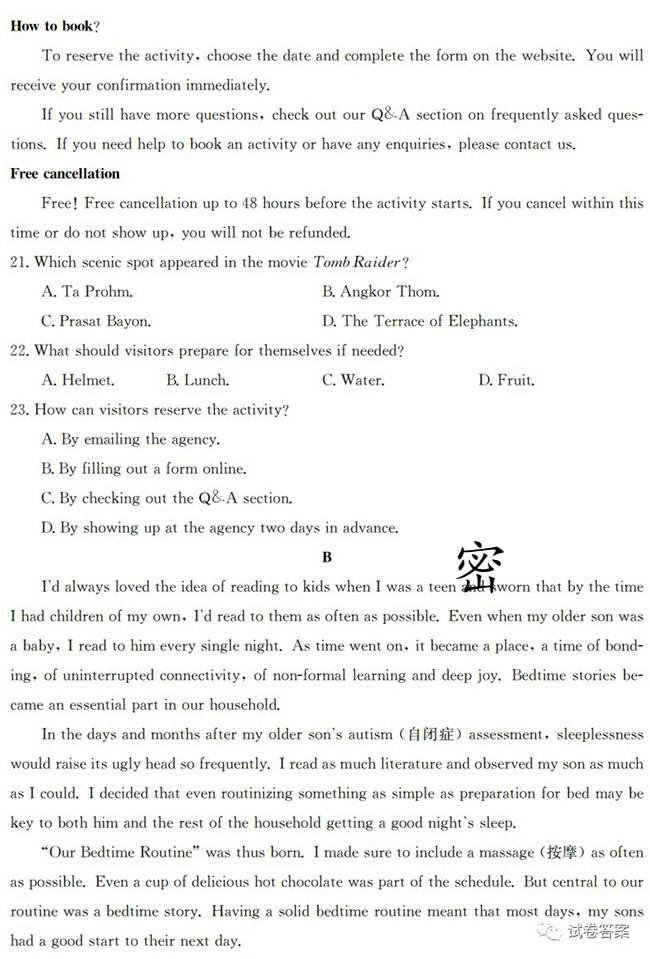 How to book?
To reserve the activity, choose the date and complete the form on the website. You will
receive your confirmation immediately.
If you still have more questions, check out our Q&A section on frequently asked ques-
tions. If you need help to book an activity or have any enquiries, please contact us.
Free cancellation
Free! Free cancellation up to 48 hours before the activity starts. If you cancel within this
time or do not show up, you will not be refunded.
21. Which scenic spot appeared in the movie Tomb Raider?
A. Ta Prohm. B. Angkor Thom.
C. Prasat Bayon. D. The Terrace of Elephants.
22. What should visitors prepare for themselves if needed?
A. Helmet. B. Lunch. C. Water. D. Fruit.
23. How can visitors reserve the activity?
A. By emailing the agency.
B. By filling out a form online.
C. By checking out the Q&A section.
D. By showing up at the agency two days in advance.
B
密
I'd always loved the idea of reading to kids when I was a teen and sworn that by the time
I had children of my own, I'd read to them as often as possible. Even when my older son was
a baby, I read to him every single night. As time went on, it became a place, a time of bond-
ing, of uninterrupted connectivity, of non-formal learning and deep joy. Bedtime stories be-
came an essential part in our household.
In the days and months after my older son's autism (自闭症) assessment, sleeplessness
would raise its ugly head so frequently. I read as much literature and observed my son as much
as I could. I decided that even routinizing something as simple as preparation for bed may be
key to both him and the rest of the household getting a good night's sleep.
"Our Bedtime Routine" was thus born. I made sure to include a massage (按摩) as often
as possible. Even a cup of delicious hot chocolate was part of the schedule. But central to our
routine was a bedtime story. Having a solid bedtime routine meant that most days, my sons
had a good start to their next day.
试卷答案